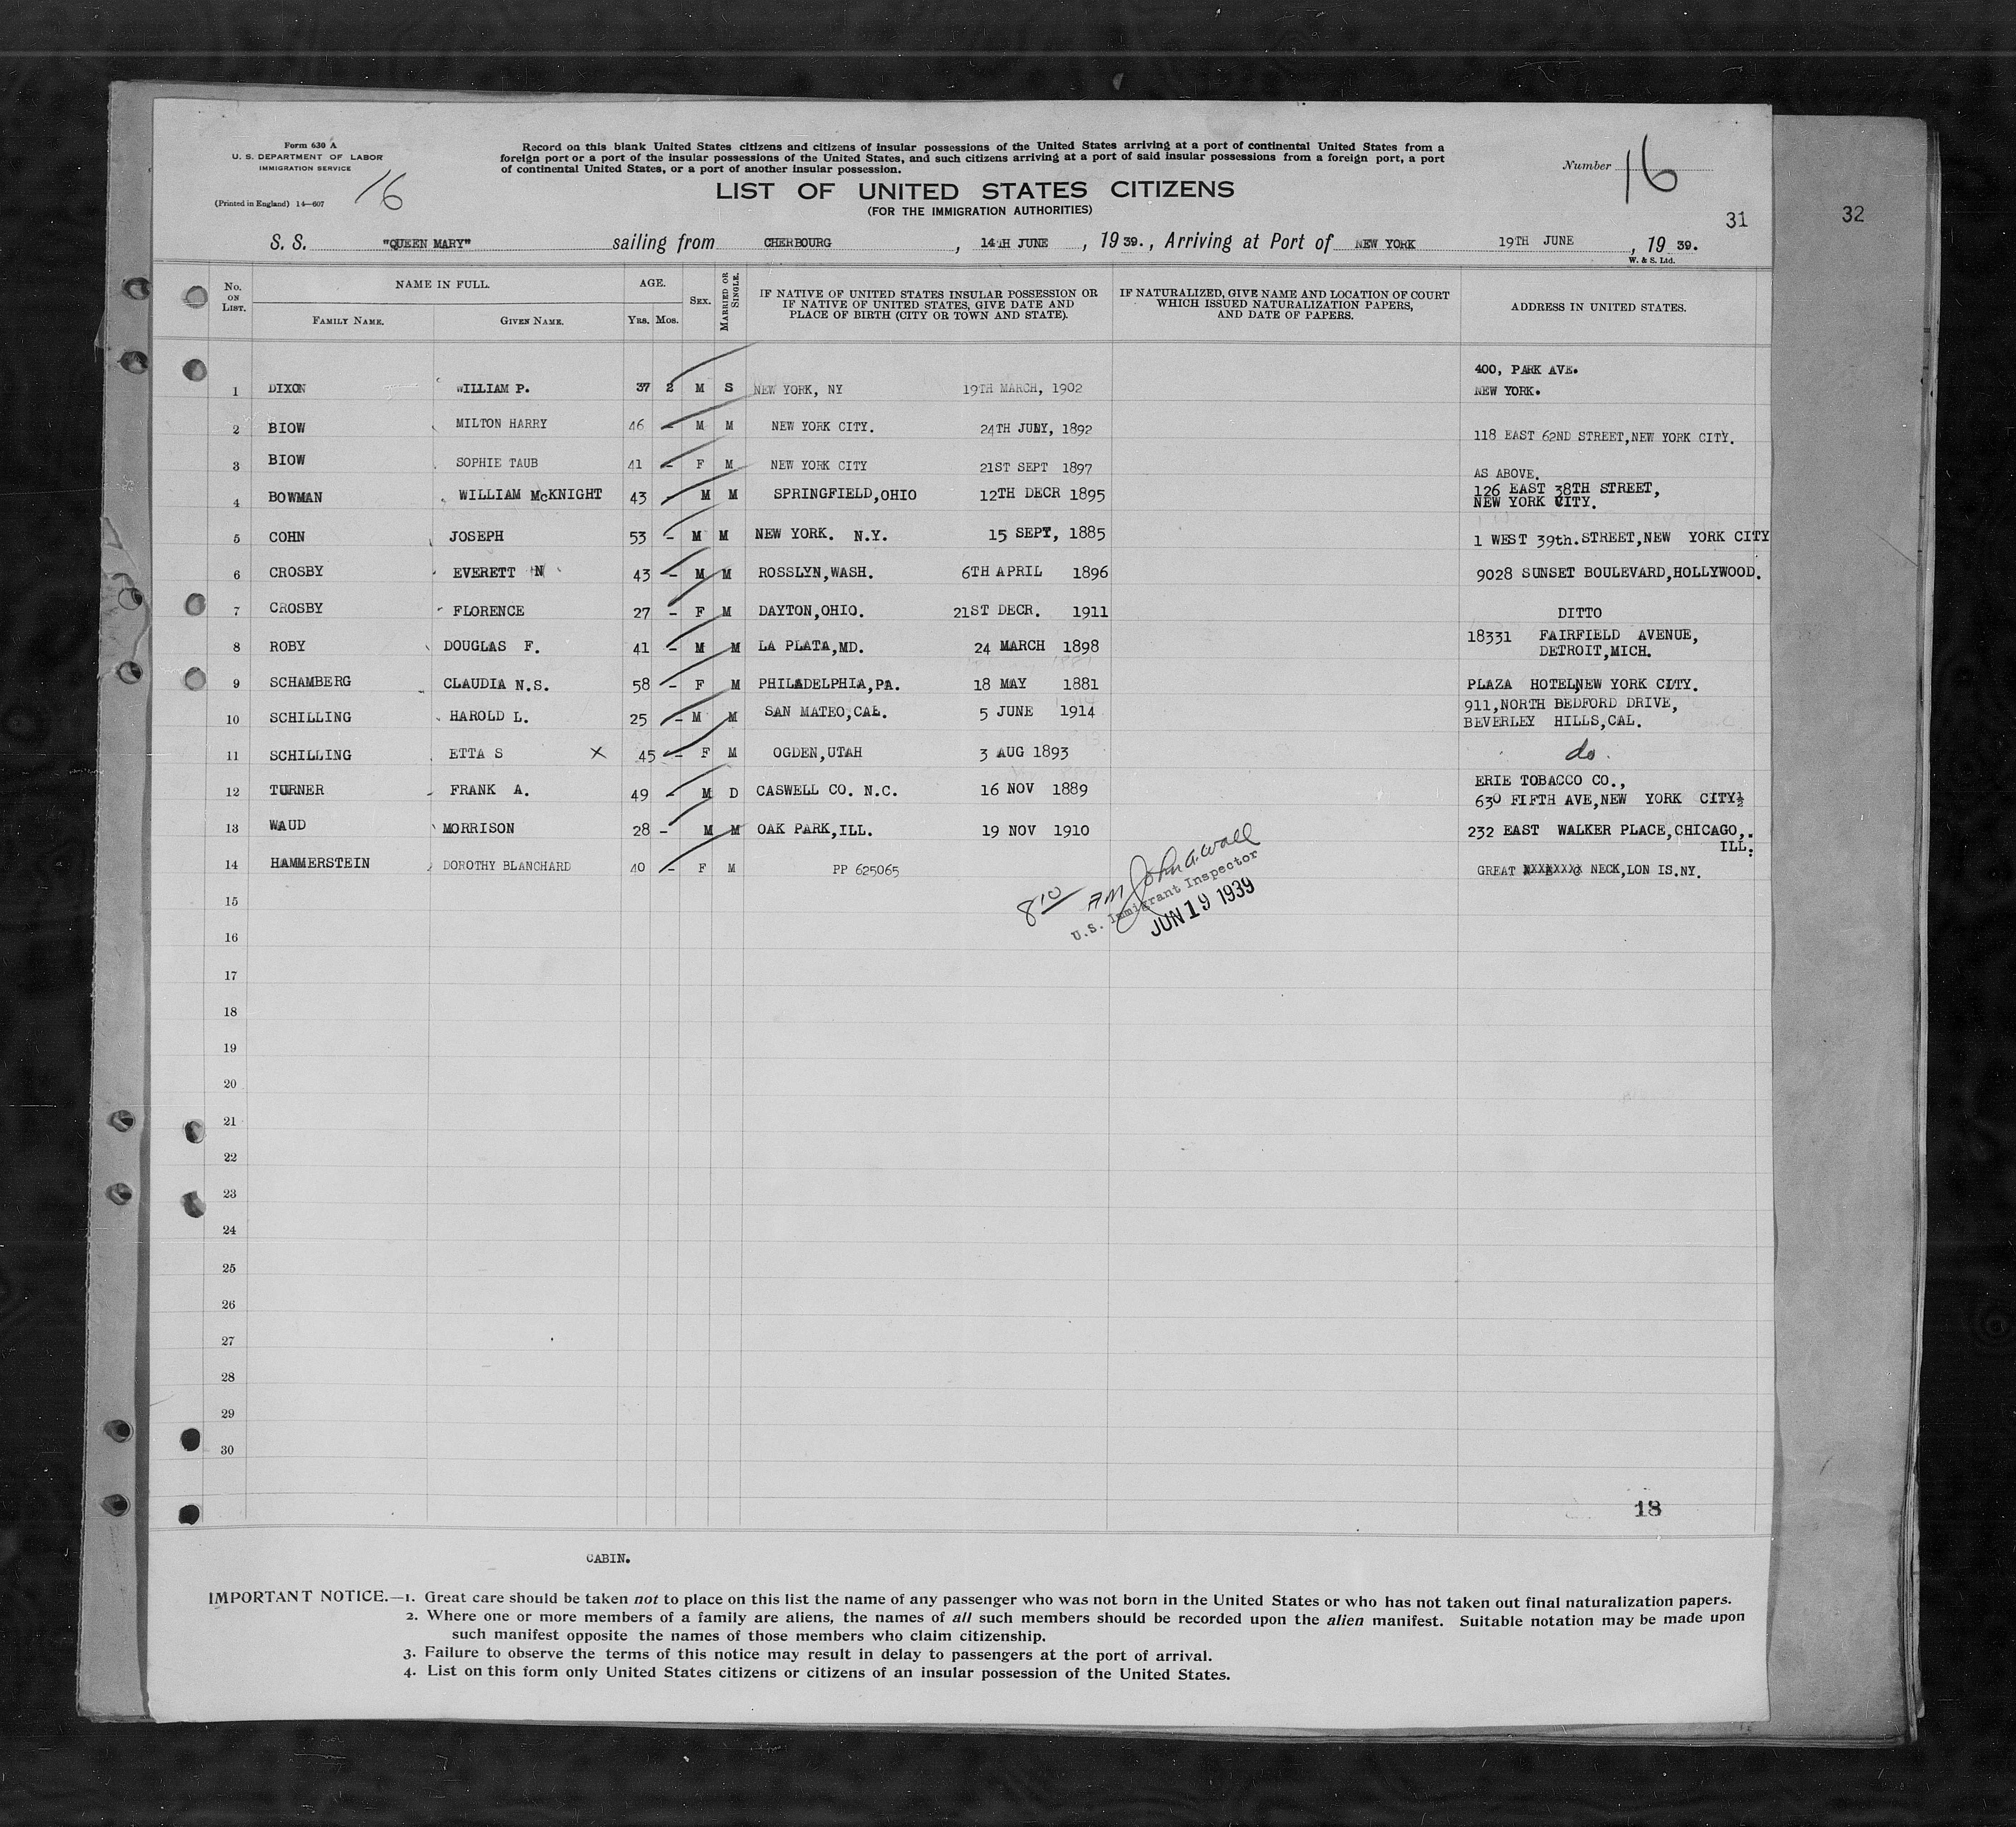 Form 630 A
U. S. DEPARTMENT OF LABOR
IMMIGRATION SERVICE
(Printed in England) 14—607
16
Record on this blank United States citizens and citizens of insular possessions of the United States arriving at a port of continental United States from a
foreign port or a port of the insular possessions of the United States, and such citizens arriving at a port of said insular possessions from a foreign port, a port
of continental United States, or a port of another insular possession.
LIST OF UNITED STATES CITIZENS
(FOR THE IMMIGRATION AUTHORITIES)
Number 16
31
32
S. S. "QUEEN MARY" sailing from CHERBOURG, 14TH JUNE, 1939., Arriving at Port of NEW YORK 19TH JUNE, 1939.
W. & S. Ltd.
No. ON LIST. NAME IN FULL. AGE. SEX. MARRIED OR SINGLE. IF NATIVE OF UNITED STATES INSULAR POSSESSION OR IF NATIVE OF UNITED STATES, GIVE DATE AND PLACE OF BIRTH (CITY OR TOWN AND STATE). IF NATURALIZED, GIVE NAME AND LOCATION OF COURT WHICH ISSUED NATURALIZATION PAPERS, AND DATE OF PAPERS. ADDRESS IN UNITED STATES.
FAMILY NAME. GIVEN NAME. YRS. MOS.
1 DIXON WILLIAM P. 37 2 M S NEW YORK, NY 19TH MARCH, 1902 400, PARK AVE. NEW YORK.
2 BIOW MILTON HARRY 46 - M M NEW YORK CITY. 24TH JULY, 1892 118 EAST 62ND STREET,NEW YORK CITY.
3 BIOW SOPHIE TAUB 41 - F M NEW YORK CITY 21ST SEPT 1897 AS ABOVE.
4 BOWMAN WILLIAM McKNIGHT 43 - M M SPRINGFIELD,OHIO 12TH DECR 1895 126 EAST 38TH STREET, NEW YORK CITY.
5 COHN JOSEPH 53 - M M NEW YORK. N.Y. 15 SEPT, 1885 1 WEST 39th.STREET,NEW YORK CITY
6 CROSBY EVERETT N 43 - M M ROSSLYN,WASH. 6TH APRIL 1896 9028 SUNSET BOULEVARD,HOLLYWOOD.
7 CROSBY FLORENCE 27 - F M DAYTON,OHIO. 21ST DECR. 1911 DITTO
8 ROBY DOUGLAS F. 41 - M M LA PLATA,MD. 24 MARCH 1898 18331 FAIRFIELD AVENUE, DETROIT,MICH.
9 SCHAMBERG CLAUDIA N.S. 58 - F M PHILADELPHIA,PA. 18 MAY 1881 PLAZA HOTEL,NEW YORK CITY.
10 SCHILLING HAROLD L. 25 - M M SAN MATEO,CAL. 5 JUNE 1914 911,NORTH BEDFORD DRIVE, BEVERLEY HILLS,CAL.
11 SCHILLING ETTA S X 45 - F M OGDEN,UTAH 3 AUG 1893 do.
12 TURNER FRANK A. 49 - M D CASWELL CO. N.C. 16 NOV 1889 ERIE TOBACCO CO., 630 FIFTH AVE,NEW YORK CITY½
13 WAUD MORRISON 28 - M M OAK PARK,ILL. 19 NOV 1910 232 EAST WALKER PLACE,CHICAGO,. ILL:
14 HAMMERSTEIN DOROTHY BLANCHARD 40 - F M PP 625065 GREAT NECK,LON IS.NY.
8 10 AM John A. Wall
U.S. Immigrant Inspector
JUN 19 1939
15
16
17
18
19
20
21
22
23
24
25
26
27
28
29
30
18
CABIN.
IMPORTANT NOTICE.—1. Great care should be taken not to place on this list the name of any passenger who was not born in the United States or who has not taken out final naturalization papers.
2. Where one or more members of a family are aliens, the names of all such members should be recorded upon the alien manifest. Suitable notation may be made upon
such manifest opposite the names of those members who claim citizenship.
3. Failure to observe the terms of this notice may result in delay to passengers at the port of arrival.
4. List on this form only United States citizens or citizens of an insular possession of the United States.